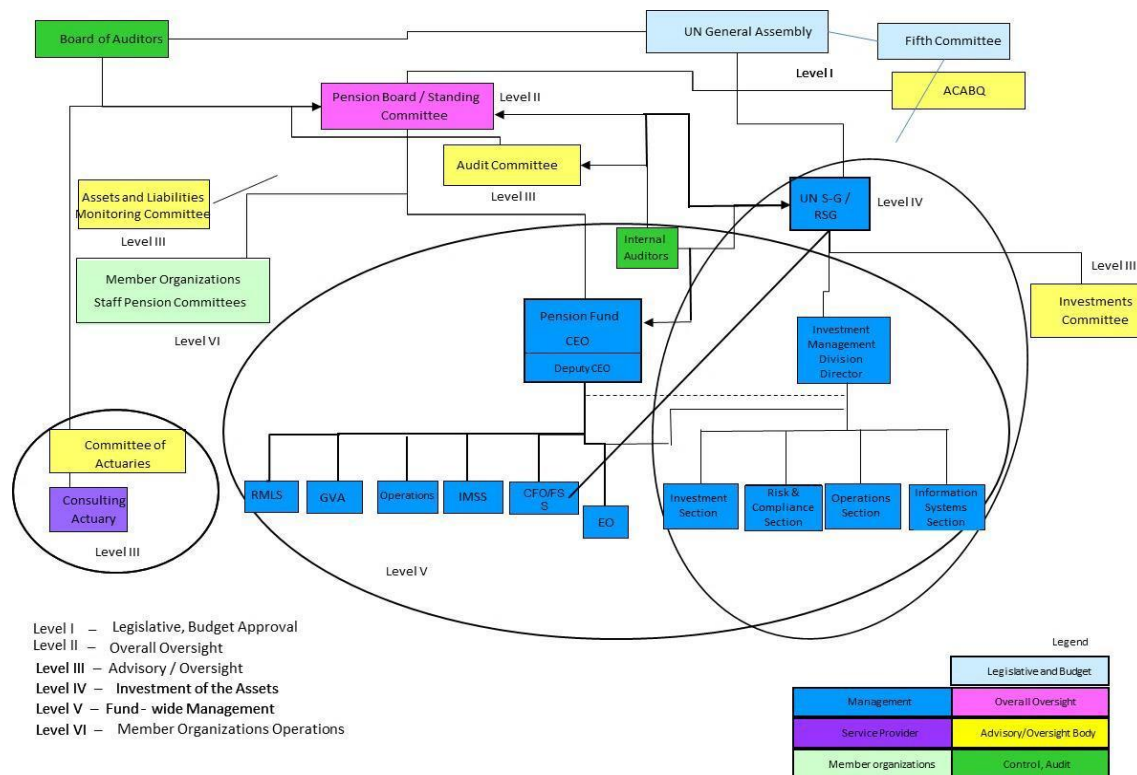 Board of Auditors
UN General Assembly
Fifth Committee
Level I
ACABQ
Pension Board / Standing
Committee
Level II
Audit Committee
Level III
Assets and Liabilities
Monitoring Committee
Level III
UN S-G /
RSG
Level IV
Internal
Auditors
Member Organizations
Staff Pension Committees
Level VI
Level III
Investments
Committee
Pension Fund
CEO
Deputy CEO
Investment
Management
Division
Director
Committee of
Actuaries
Consulting
Actuary
Level III
RMLS
GVA
Operations
IMSS
CFO/FS
S
EO
Investment
Section
Risk &
Compliance
Section
Operations
Section
Information
Systems
Section
Level V
Level I – Legislative, Budget Approval
Level II – Overall Oversight
Level III – Advisory / Oversight
Level IV – Investment of the Assets
Level V – Fund - wide Management
Level VI – Member Organizations Operations
Legend
Legislative and Budget
Management
Overall Oversight
Service Provider
Advisory/Oversight Body
Member organizations
Control, Audit